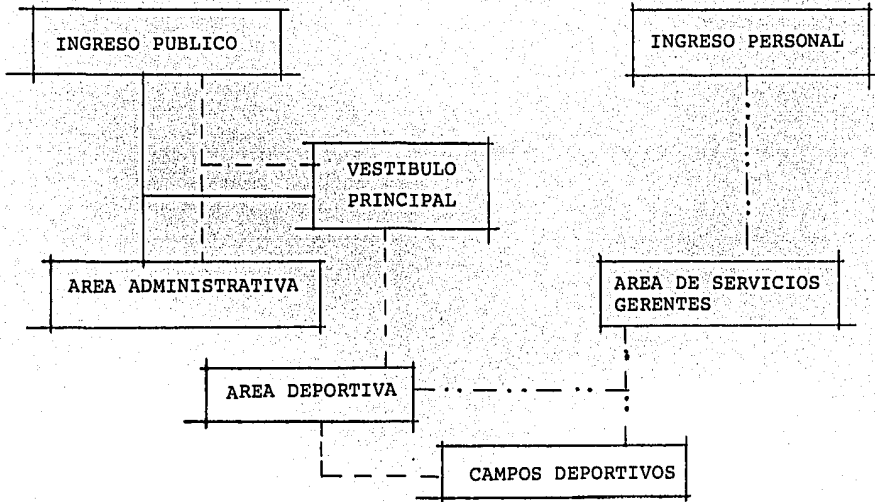 INGRESO PUBLICO
INGRESO PERSONAL
VESTIBULO
PRINCIPAL
AREA ADMINISTRATIVA
AREA DE SERVICIOS
GERENTES
AREA DEPORTIVA
CAMPOS DEPORTIVOS